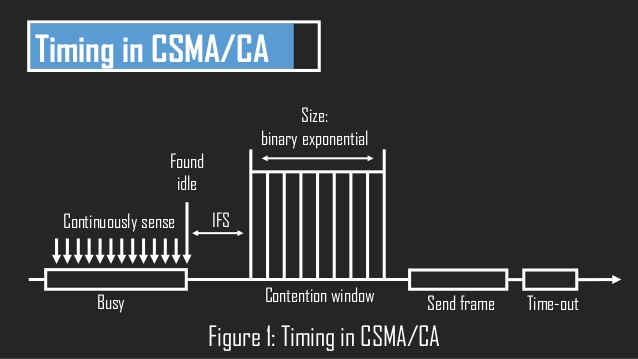 Timing in CSMA/CA
Size:
binary exponential
Found
idle
Continuously sense
IFS
Busy
Contention window
Send frame
Time-out
Figure 1: Timing in CSMA/CA